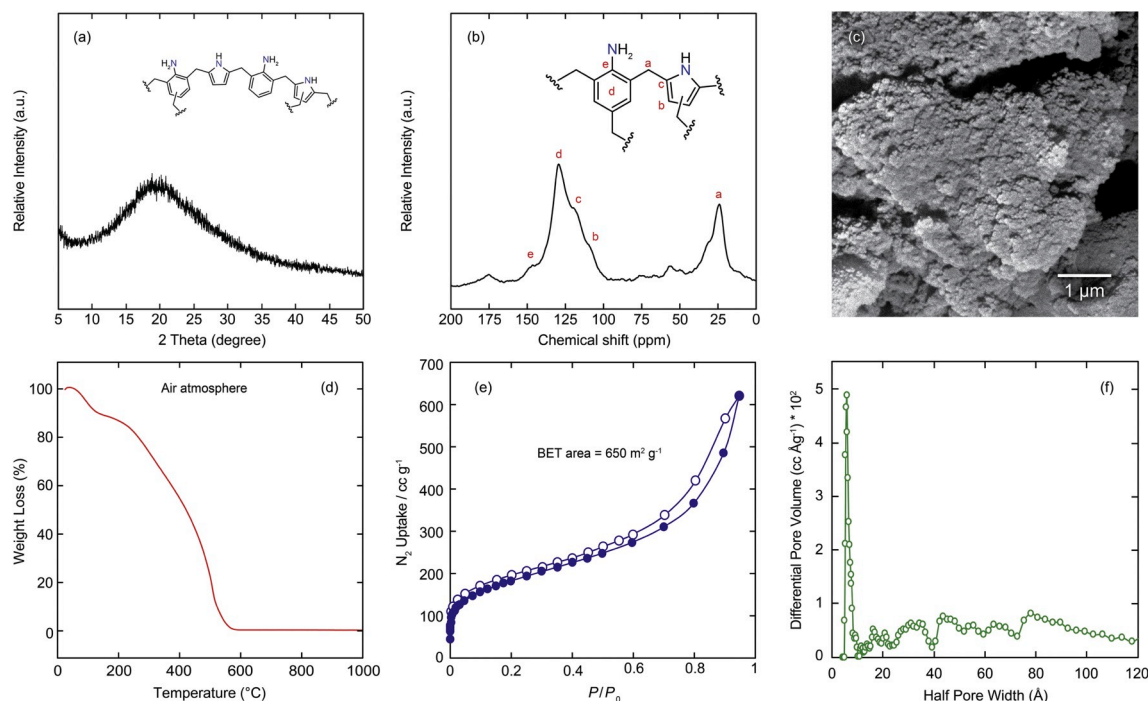 (a)
NH₂
H
N
NH₂
NH
Relative Intensity (a.u.)
5 10 15 20 25 30 35 40 45 50
2 Theta (degree)
(b)
NH₂
H
N
e
a
c
d
b
d
c
b
e
a
Relative Intensity (a.u.)
200 175 150 125 100 75 50 25 0
Chemical shift (ppm)
(c)
1 µm
(d)
Air atmosphere
Weight Loss (%)
100
80
60
40
20
0
0 200 400 600 800 1000
Temperature (°C)
(e)
BET area = 650 m² g⁻¹
N₂ Uptake / cc g⁻¹
700
600
500
400
300
200
100
0
0 0.2 0.4 0.6 0.8 1
P/P₀
(f)
Differential Pore Volume (cc Åg⁻¹) * 10²
5
4
3
2
1
0
0 20 40 60 80 100 120
Half Pore Width (Å)